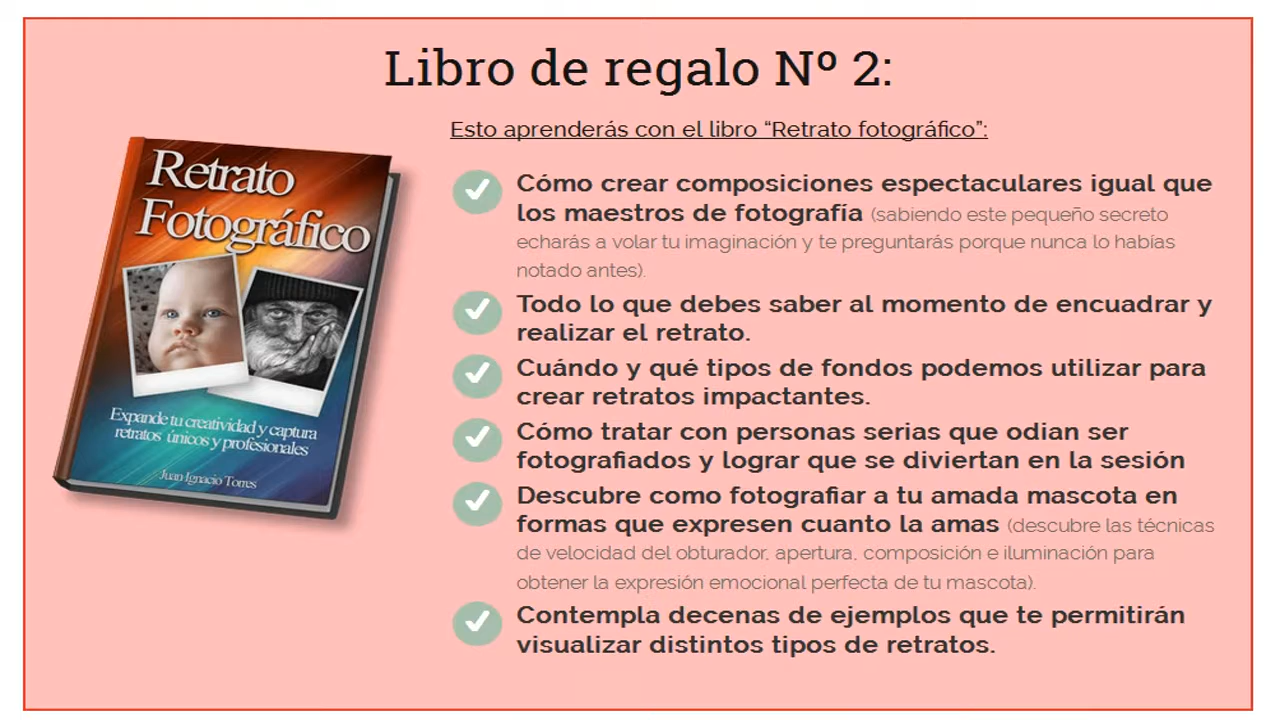 Libro de regalo Nº 2:
Esto aprenderás con el libro “Retrato fotográfico”:
Retrato
Fotográfico
Expande tu creatividad y captura
retratos únicos y profesionales
Juan Ignacio Torres
Cómo crear composiciones espectaculares igual que
los maestros de fotografía (sabiendo este pequeño secreto
echarás a volar tu imaginación y te preguntarás porque nunca lo habías
notado antes).
Todo lo que debes saber al momento de encuadrar y
realizar el retrato.
Cuándo y qué tipos de fondos podemos utilizar para
crear retratos impactantes.
Cómo tratar con personas serias que odian ser
fotografiados y lograr que se diviertan en la sesión
Descubre como fotografiar a tu amada mascota en
formas que expresen cuanto la amas (descubre las técnicas
de velocidad del obturador, apertura, composición e iluminación para
obtener la expresión emocional perfecta de tu mascota).
Contempla decenas de ejemplos que te permitirán
visualizar distintos tipos de retratos.